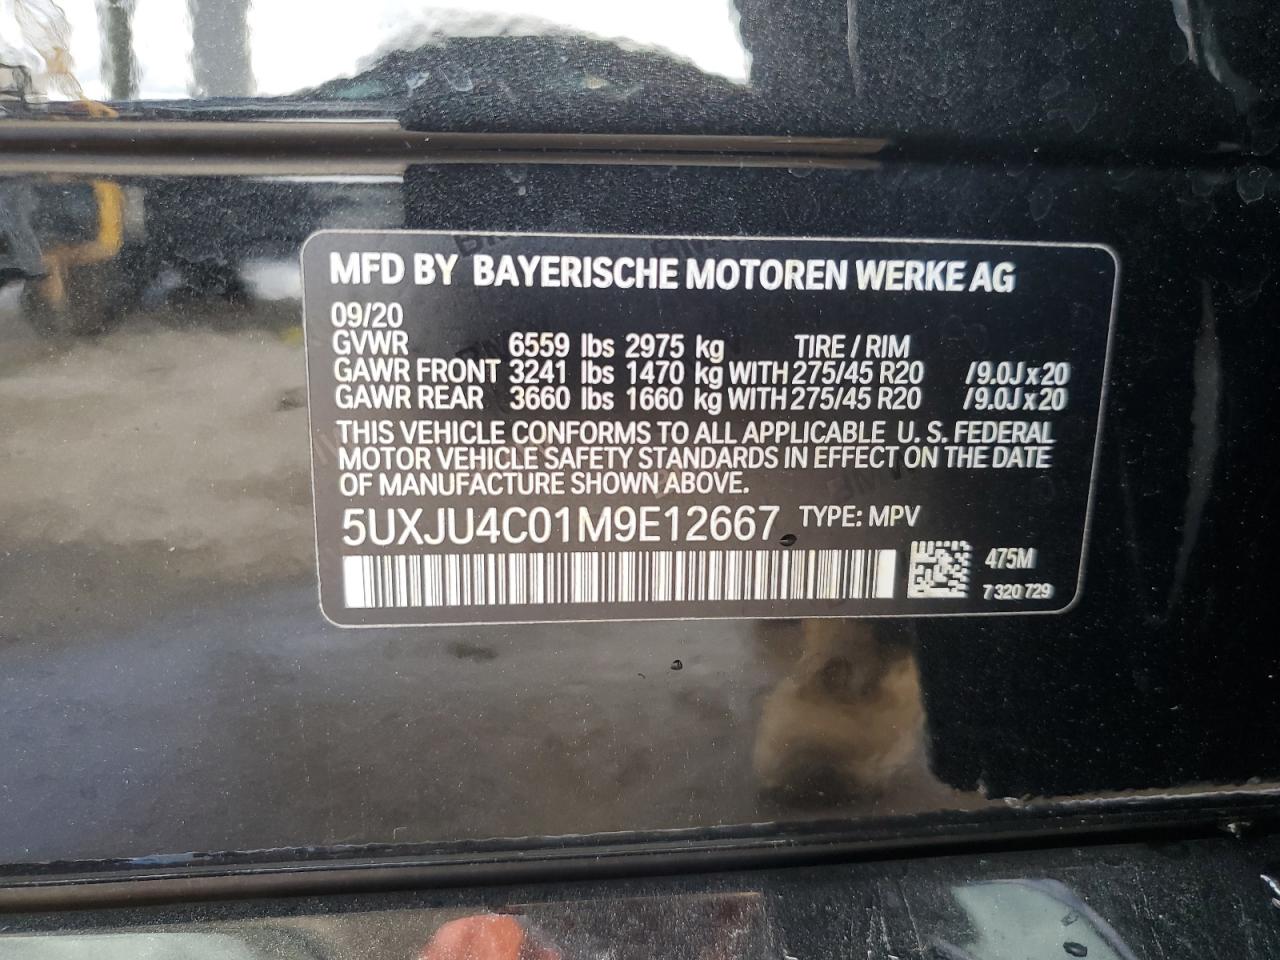 MFD BY BAYERISCHE MOTOREN WERKE AG
09/20
GVWR 6559 lbs 2975 kg TIRE / RIM
GAWR FRONT 3241 lbs 1470 kg WITH 275/45 R20 /9.0J x 20
GAWR REAR 3660 lbs 1660 kg WITH 275/45 R20 /9.0J x 20
THIS VEHICLE CONFORMS TO ALL APPLICABLE U. S. FEDERAL
MOTOR VEHICLE SAFETY STANDARDS IN EFFECT ON THE DATE
OF MANUFACTURE SHOWN ABOVE.
5UXJU4C01M9E12667 TYPE: MPV
475M
7 320 729